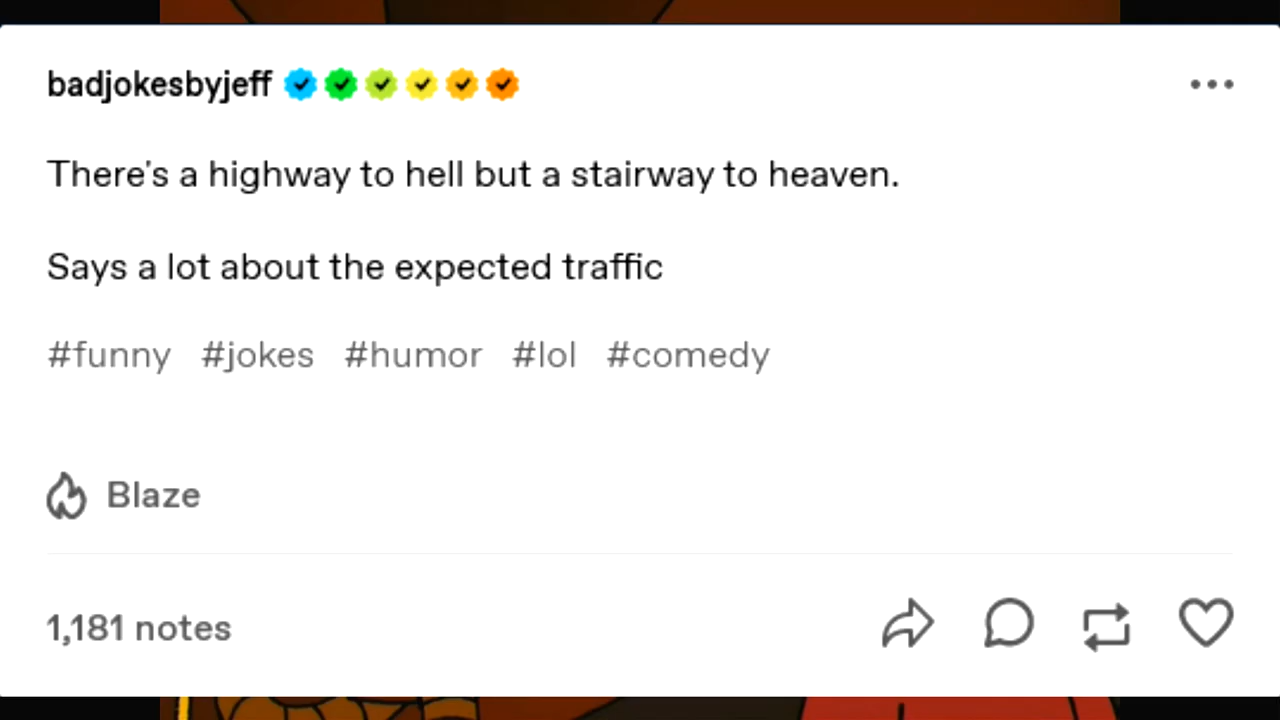 badjokesbyjeff
There's a highway to hell but a stairway to heaven.
Says a lot about the expected traffic
#funny #jokes #humor #lol #comedy
Blaze
1,181 notes